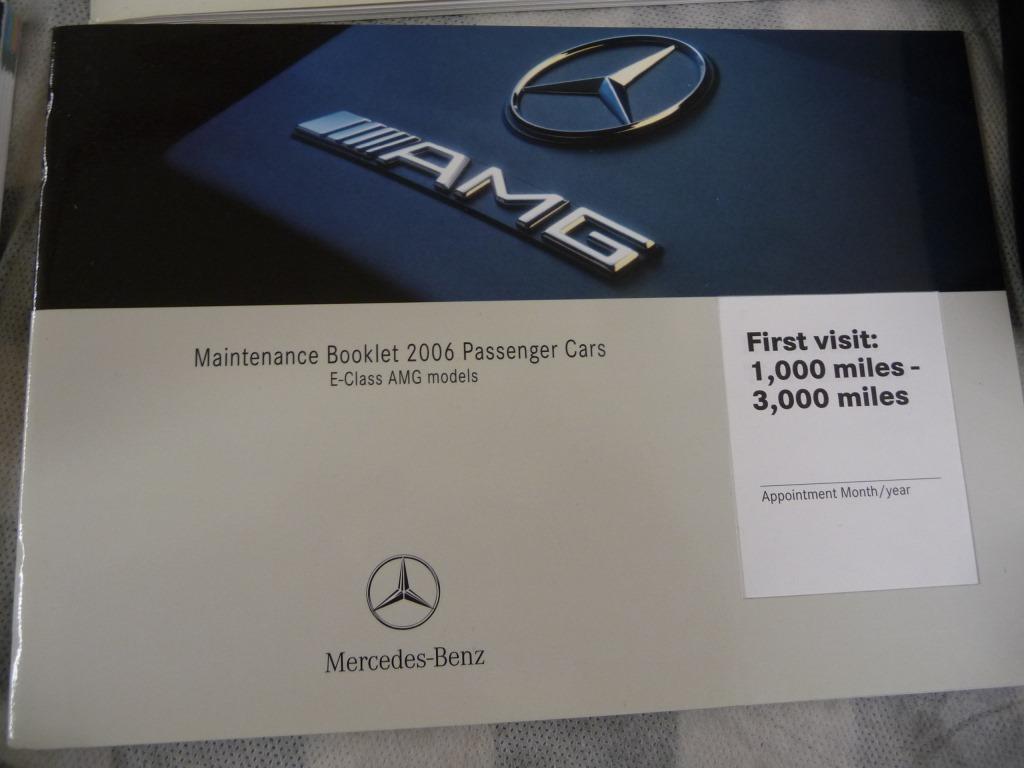 AMG
Maintenance Booklet 2006 Passenger Cars
E-Class AMG models
First visit:
1,000 miles -
3,000 miles
Appointment Month/year
Mercedes-Benz